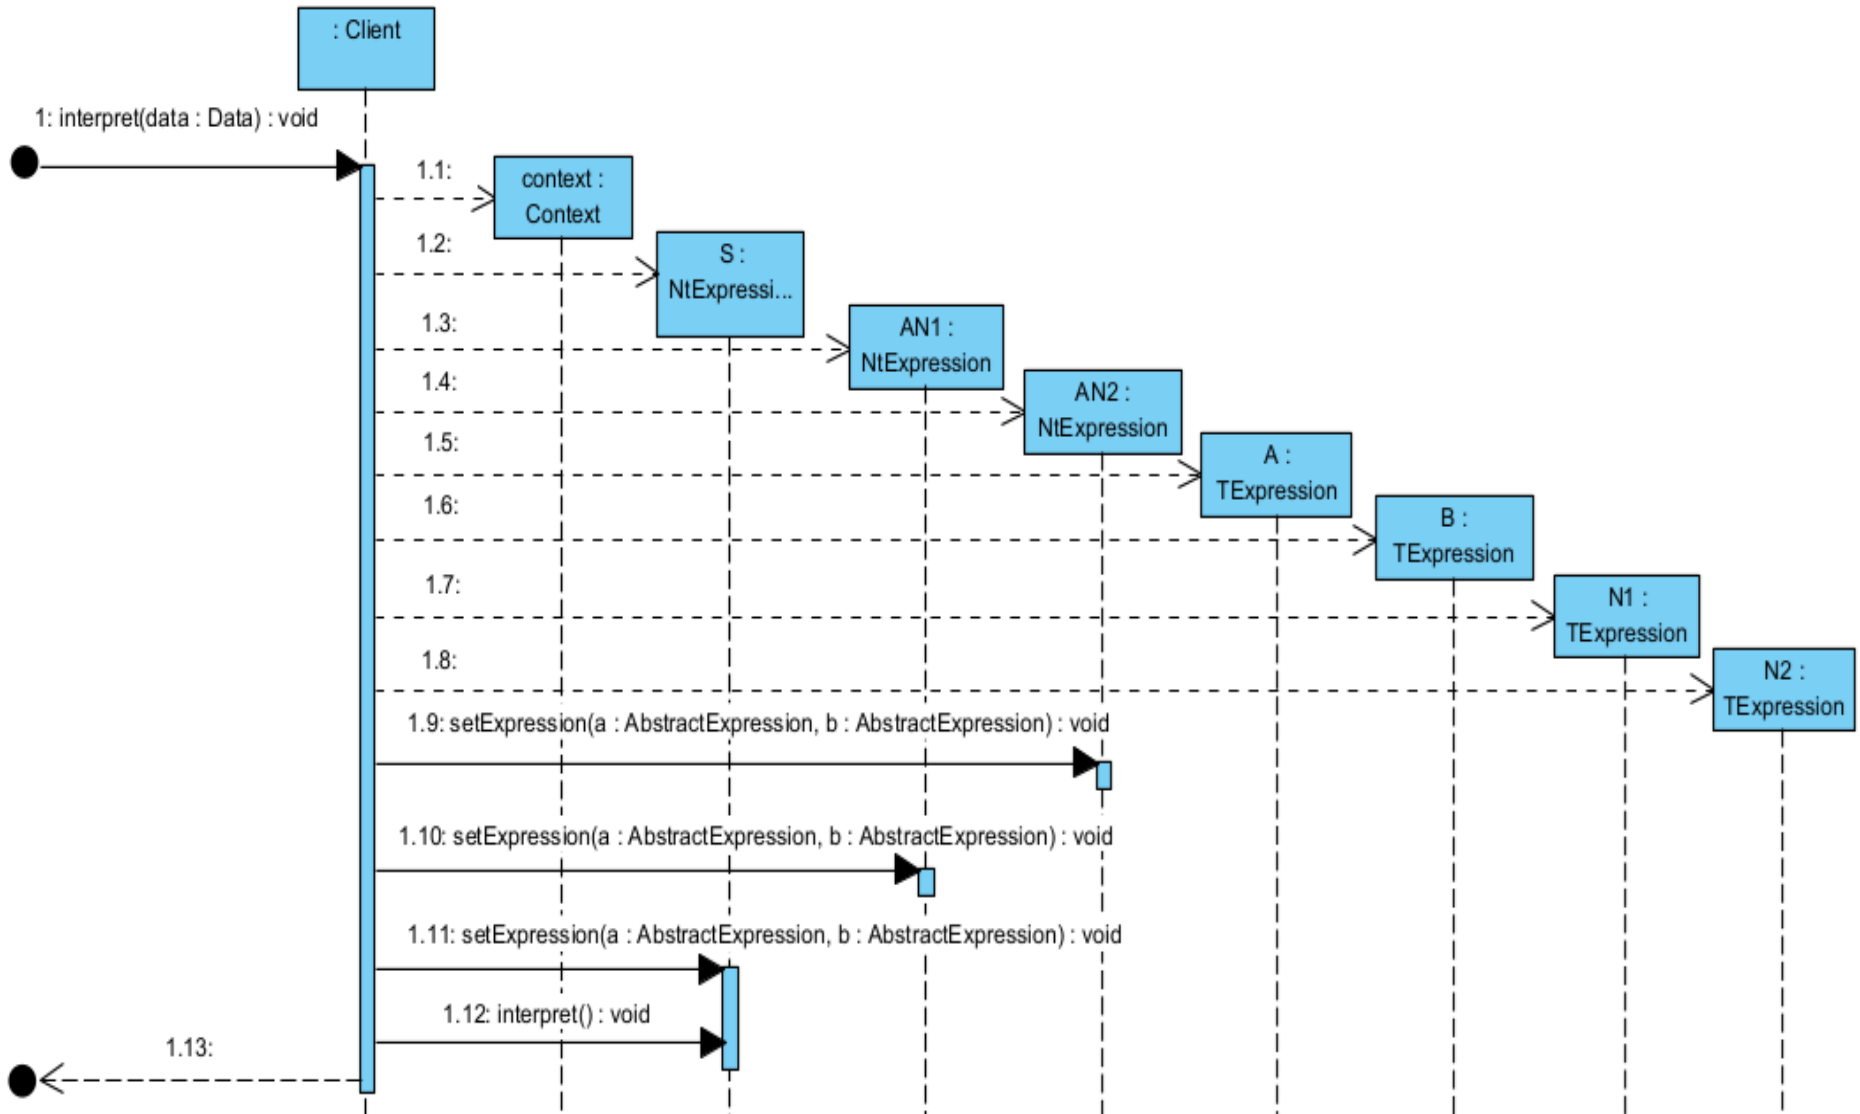 : Client
1: interpret(data : Data) : void
1.1:
context :
Context
1.2:
S :
NtExpressi...
1.3:
AN1 :
NtExpression
1.4:
AN2 :
NtExpression
1.5:
A :
TExpression
1.6:
B :
TExpression
1.7:
N1 :
TExpression
1.8:
N2 :
TExpression
1.9: setExpression(a : AbstractExpression, b : AbstractExpression) : void
1.10: setExpression(a : AbstractExpression, b : AbstractExpression) : void
1.11: setExpression(a : AbstractExpression, b : AbstractExpression) : void
1.12: interpret() : void
1.13: